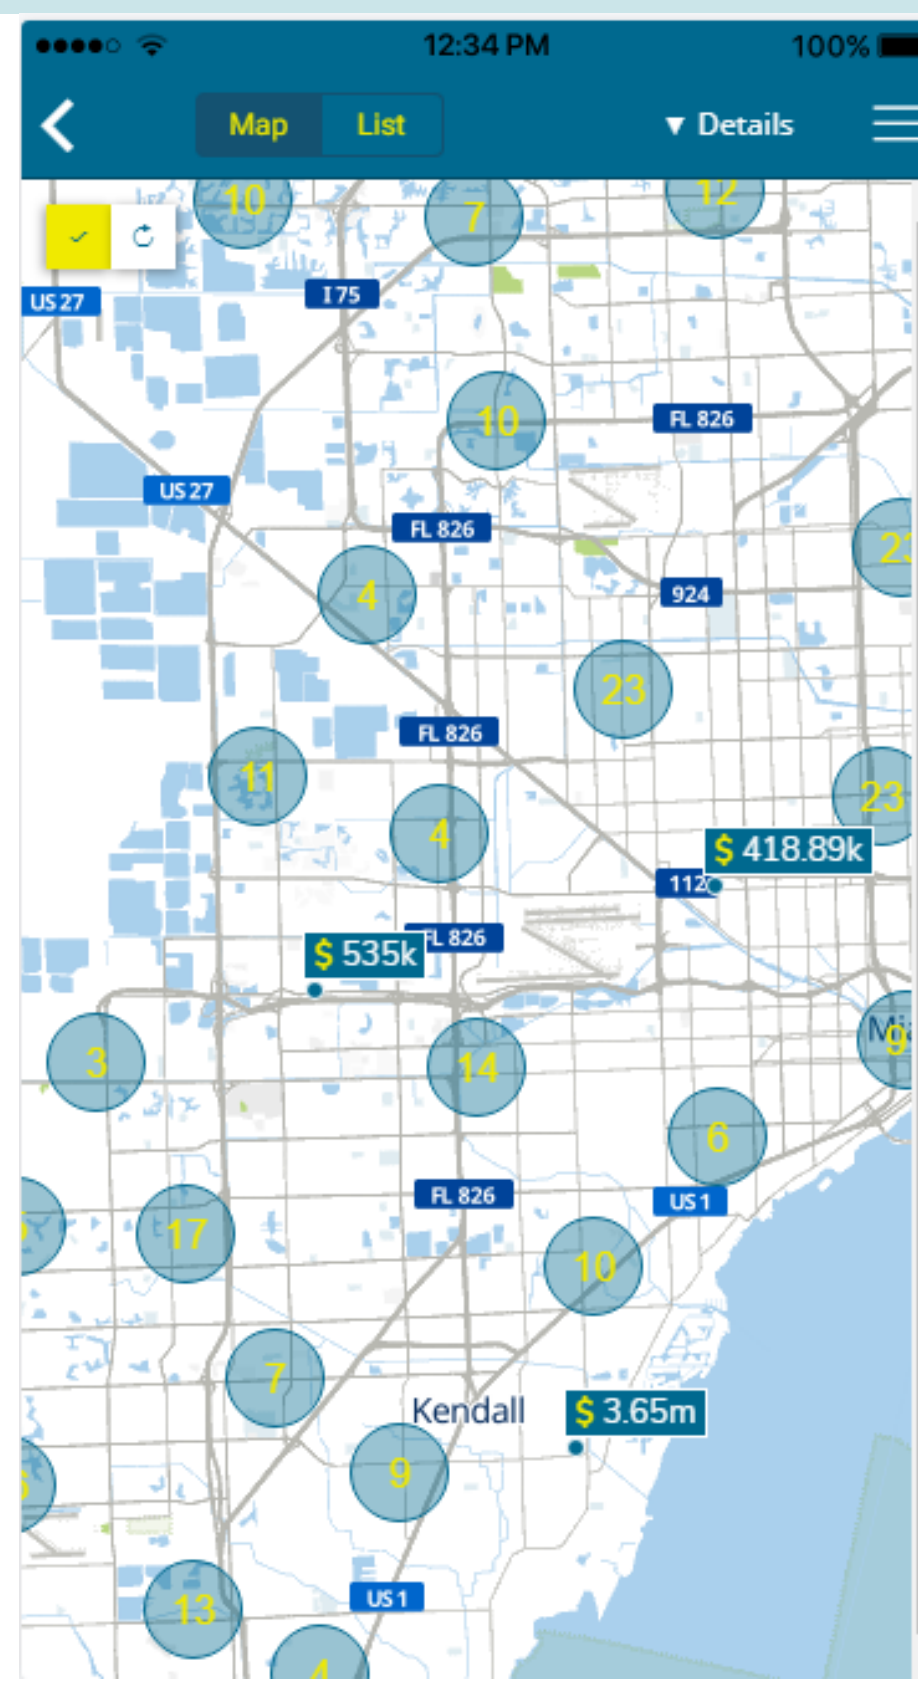 12:34 PM 100%
Map List ▼ Details
10 7 12
US 27 I 75
10 FL 826
US 27
FL 826
23
4 924
23
FL 826
11 23
4
$ 418.89k
112
FL 826
$ 535k
3 14 9
6
FL 826 US 1
17
10
7
Kendall $ 3.65m
9
US 1
13
4